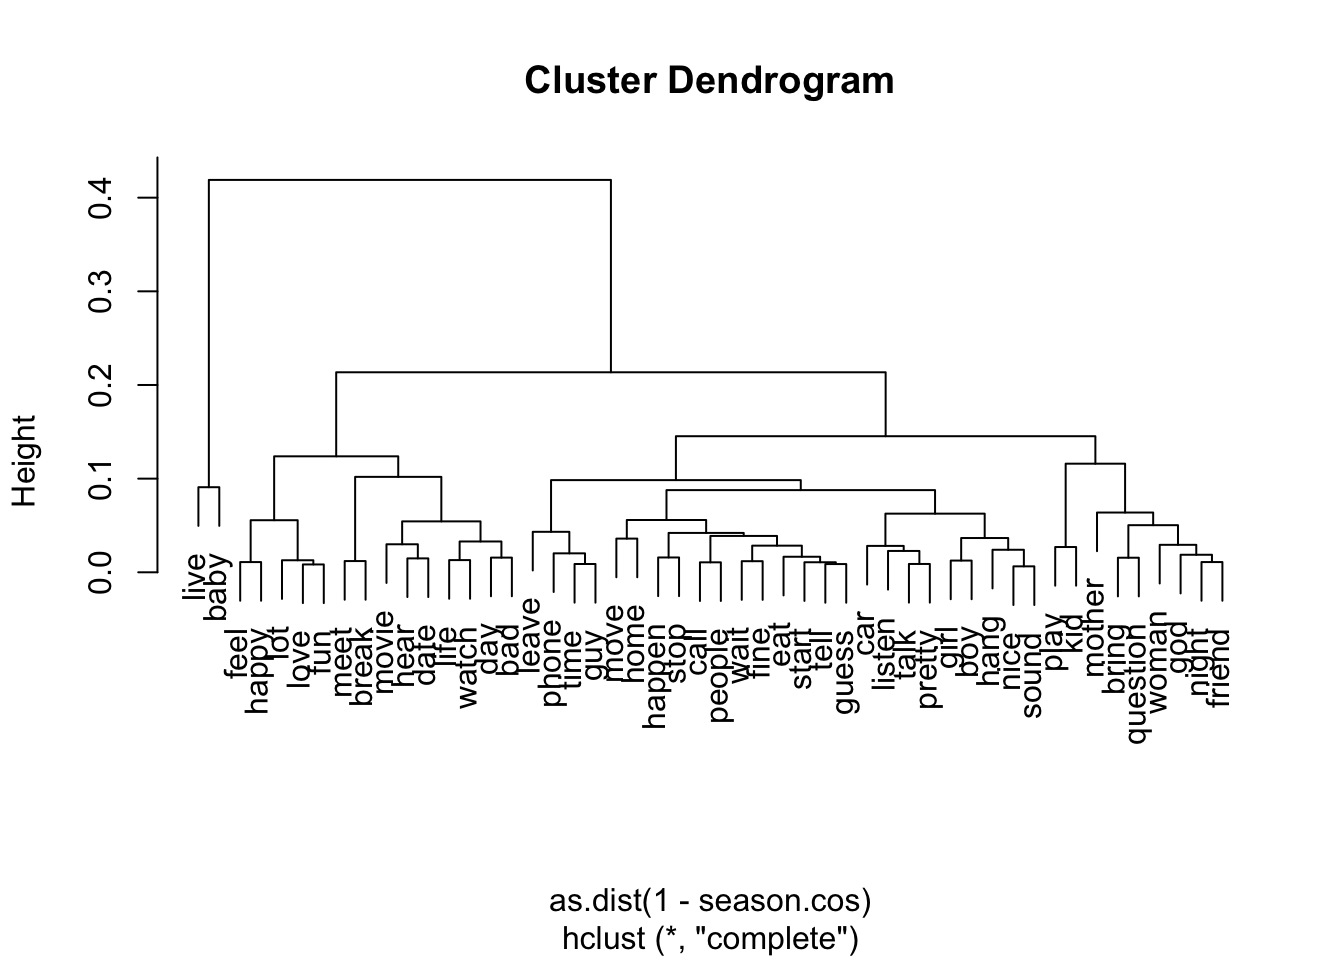 Cluster Dendrogram
Height
0.4
0.3
0.2
0.1
0.0
live
baby
feel
happy
lot
love
fun
meet
break
movie
hear
date
life
watch
day
bad
leave
phone
time
guy
move
home
happen
stop
call
people
wait
fine
eat
start
tell
guess
car
listen
talk
pretty
girl
boy
hang
nice
sound
play
kid
mother
bring
question
woman
god
night
friend
as.dist(1 - season.cos)
hclust (*, "complete")